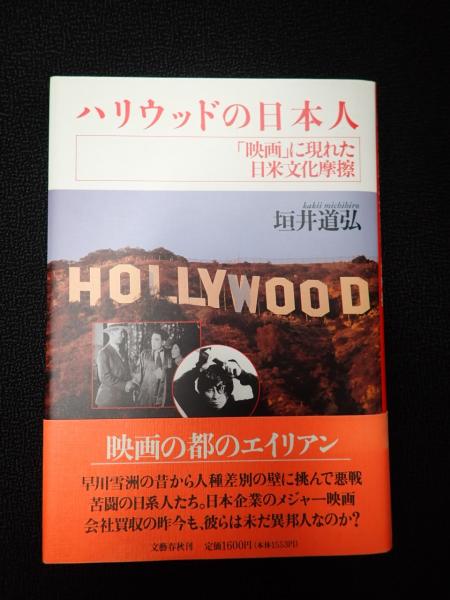 ハリウッドの日本人
「映画」に現れた
日米文化摩擦
kakii michihiro
垣井道弘
HOLLYWOOD
映画の都のエイリアン
早川雪洲の昔から人種差別の壁に挑んで悪戦
苦闘の日系人たち。日本企業のメジャー映画
会社買収の昨今も、彼らは未だ異邦人なのか？
文藝春秋刊 定価1600円（本体1553円）